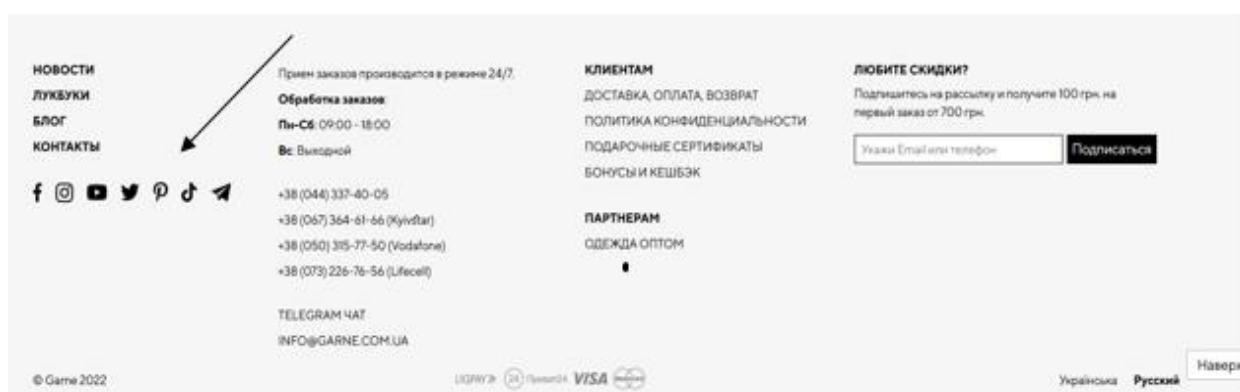 НОВОСТИ
ЛУКБУКИ
БЛОГ
КОНТАКТЫ
Прием заказов производится в режиме 24/7.
Обработка заказов:
Пн-Сб: 09:00 - 18:00
Вс: Выходной
+38 (044) 337-40-05
+38 (067) 364-61-66 (Kyivstar)
+38 (050) 315-77-50 (Vodafone)
+38 (073) 226-76-56 (Lifecell)
TELEGRAM ЧАТ
INFO@GARNE.COM.UA
КЛИЕНТАМ
ДОСТАВКА, ОПЛАТА, ВОЗВРАТ
ПОЛИТИКА КОНФИДЕНЦИАЛЬНОСТИ
ПОДАРОЧНЫЕ СЕРТИФИКАТЫ
БОНУСЫ И КЕШБЭК
ПАРТНЕРАМ
ОДЕЖДА ОПТОМ
ЛЮБИТЕ СКИДКИ?
Подпишитесь на рассылку и получите 100 грн. на
первый заказ от 700 грн.
Укажи Email или телефон
Подписаться
© Garne 2022
LIQPAY 24 Приват24 VISA
Українська Русский
Наверх